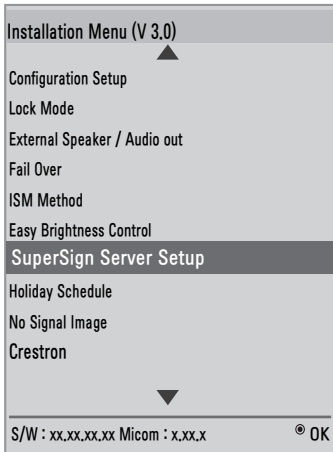 Installation Menu (V 3.0)
Configuration Setup
Lock Mode
External Speaker / Audio out
Fail Over
ISM Method
Easy Brightness Control
SuperSign Server Setup
Holiday Schedule
No Signal Image
Crestron
S/W : xx.xx.xx.xx Micom : x.xx.x ◉ OK